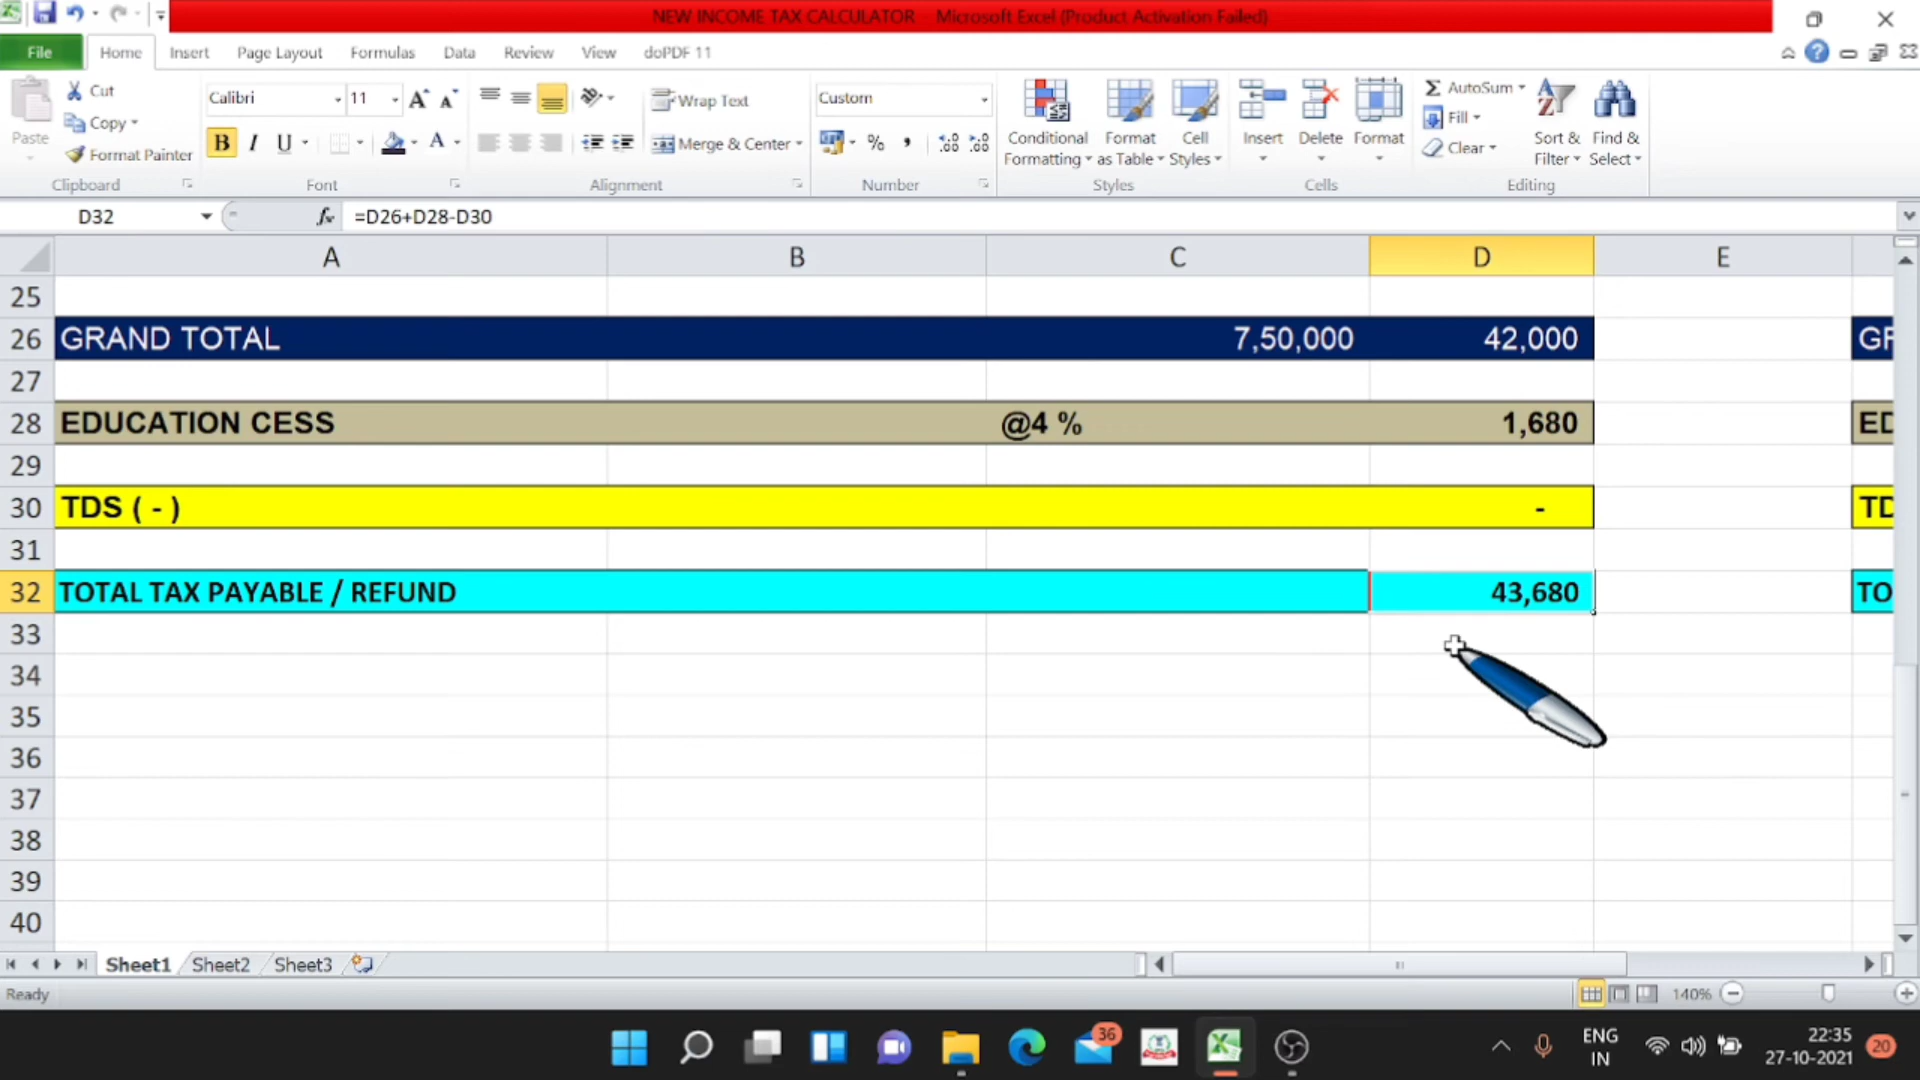 NEW INCOME TAX CALCULATOR - Microsoft Excel (Product Activation Failed)
File Home Insert Page Layout Formulas Data Review View doPDF 11
Paste
Cut
Copy
Format Painter
Clipboard
Calibri 11
B I U A
Font
Wrap Text
Merge & Center
Alignment
Custom
% ,
Number
Conditional Formatting
Format as Table
Cell Styles
Styles
Insert Delete Format
Cells
AutoSum
Fill
Clear
Sort & Filter
Find & Select
Editing
D32 fx =D26+D28-D30
A B C D E
25
26 GRAND TOTAL 7,50,000 42,000
27
28 EDUCATION CESS @4 % 1,680
29
30 TDS ( - ) -
31
32 TOTAL TAX PAYABLE / REFUND 43,680
33
34
35
36
37
38
39
40
Sheet1 Sheet2 Sheet3
Ready 140%
36
ENG
IN
22:35
27-10-2021
20